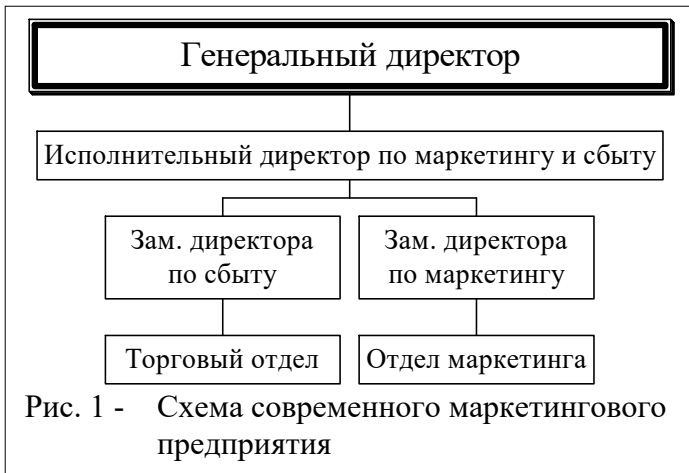 Генеральный директор
Исполнительный директор по маркетингу и сбыту
Зам. директора
по сбыту
Зам. директора
по маркетингу
Торговый отдел
Отдел маркетинга
Рис. 1 - Схема современного маркетингового
предприятия